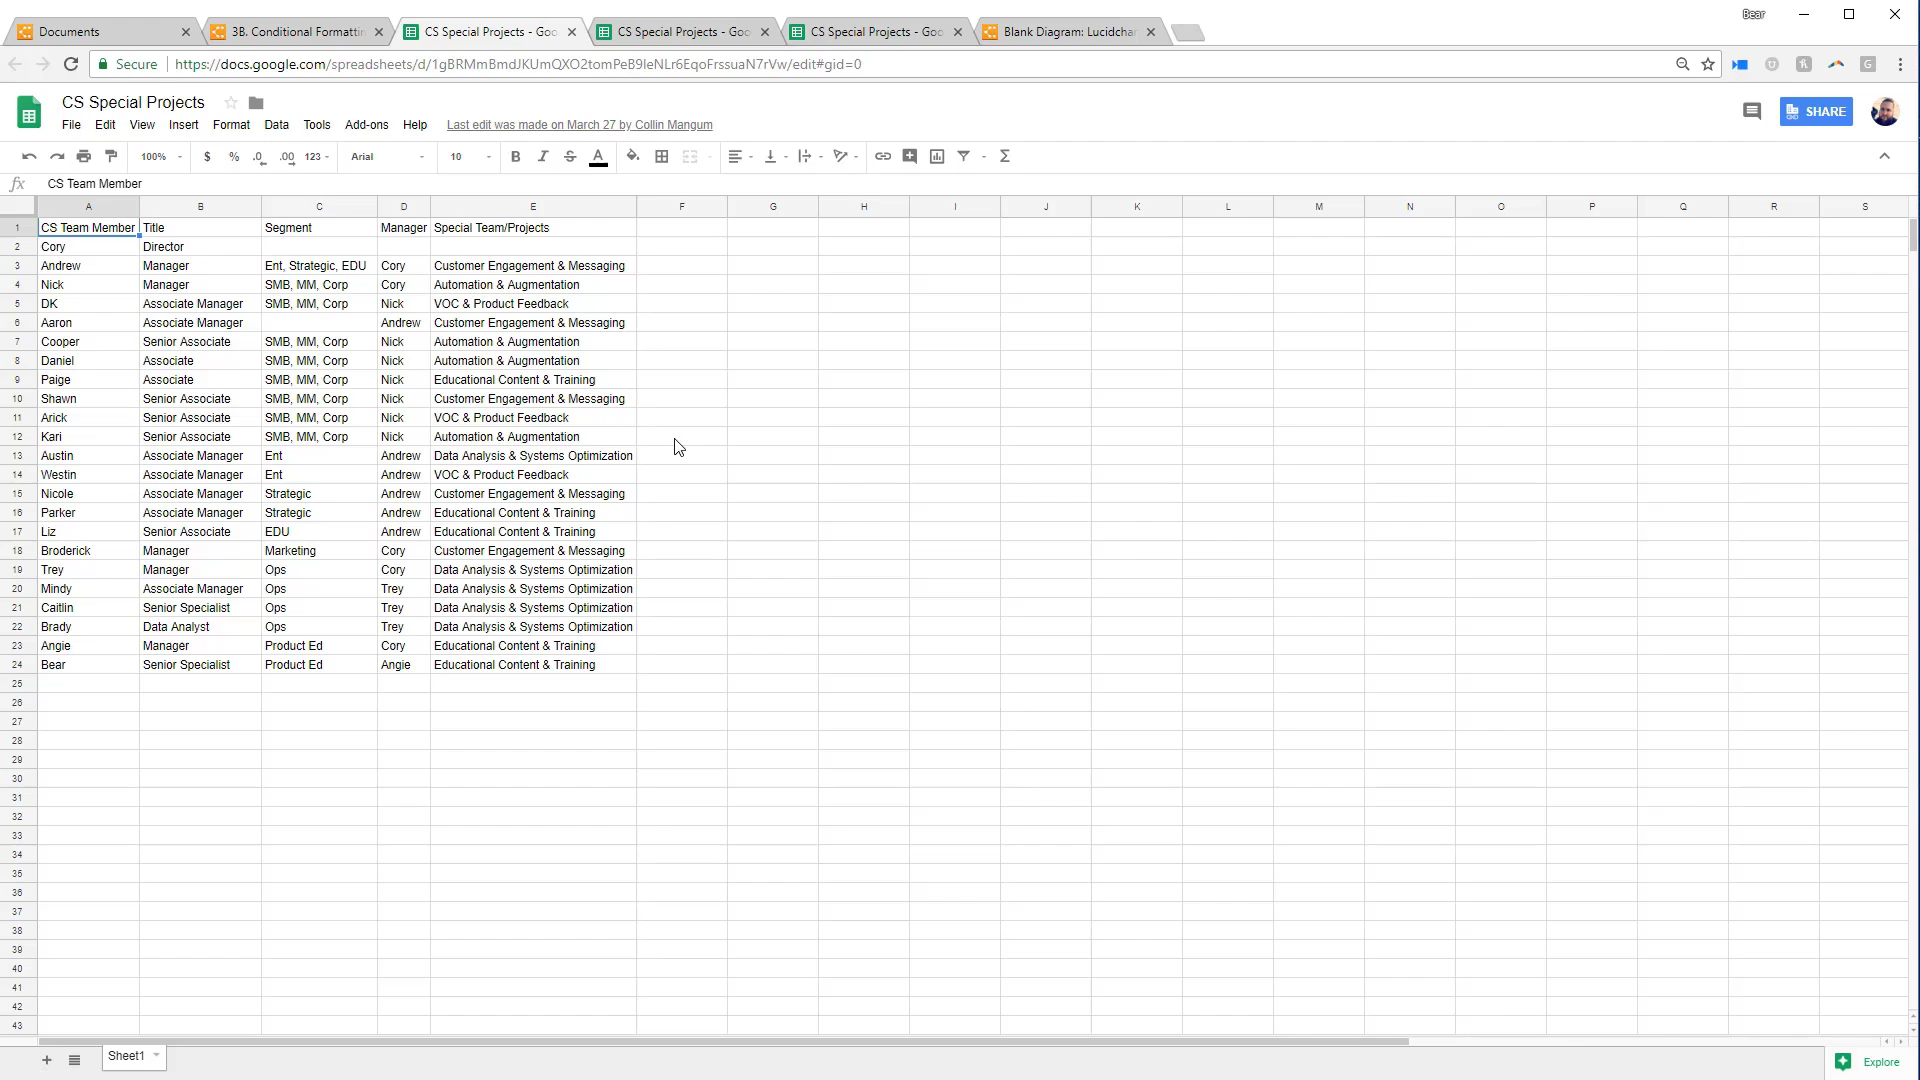 Bear
Documents
3B. Conditional Formattin
CS Special Projects - Goo
CS Special Projects - Goo
CS Special Projects - Goo
Blank Diagram: Lucidchar
Secure
https://docs.google.com/spreadsheets/d/1gBRMmBmdJKUmQXO2tomPeB9IeNLr6EqoFrssuaN7rVw/edit#gid=0
CS Special Projects
SHARE
File Edit View Insert Format Data Tools Add-ons Help Last edit was made on March 27 by Collin Mangum
100% $ % .0 .00 123 Arial 10 B I S A Σ
fx CS Team Member
A B C D E F G H I J K L M N O P Q R S
1 CS Team Member Title Segment Manager Special Team/Projects
2 Cory Director
3 Andrew Manager Ent, Strategic, EDU Cory Customer Engagement & Messaging
4 Nick Manager SMB, MM, Corp Cory Automation & Augmentation
5 DK Associate Manager SMB, MM, Corp Nick VOC & Product Feedback
6 Aaron Associate Manager Andrew Customer Engagement & Messaging
7 Cooper Senior Associate SMB, MM, Corp Nick Automation & Augmentation
8 Daniel Associate SMB, MM, Corp Nick Automation & Augmentation
9 Paige Associate SMB, MM, Corp Nick Educational Content & Training
10 Shawn Senior Associate SMB, MM, Corp Nick Customer Engagement & Messaging
11 Arick Senior Associate SMB, MM, Corp Nick VOC & Product Feedback
12 Kari Senior Associate SMB, MM, Corp Nick Automation & Augmentation
13 Austin Associate Manager Ent Andrew Data Analysis & Systems Optimization
14 Westin Associate Manager Ent Andrew VOC & Product Feedback
15 Nicole Associate Manager Strategic Andrew Customer Engagement & Messaging
16 Parker Associate Manager Strategic Andrew Educational Content & Training
17 Liz Senior Associate EDU Andrew Educational Content & Training
18 Broderick Manager Marketing Cory Customer Engagement & Messaging
19 Trey Manager Ops Cory Data Analysis & Systems Optimization
20 Mindy Associate Manager Ops Trey Data Analysis & Systems Optimization
21 Caitlin Senior Specialist Ops Trey Data Analysis & Systems Optimization
22 Brady Data Analyst Ops Trey Data Analysis & Systems Optimization
23 Angie Manager Product Ed Cory Educational Content & Training
24 Bear Senior Specialist Product Ed Angie Educational Content & Training
25
26
27
28
29
30
31
32
33
34
35
36
37
38
39
40
41
42
43
Sheet1
Explore